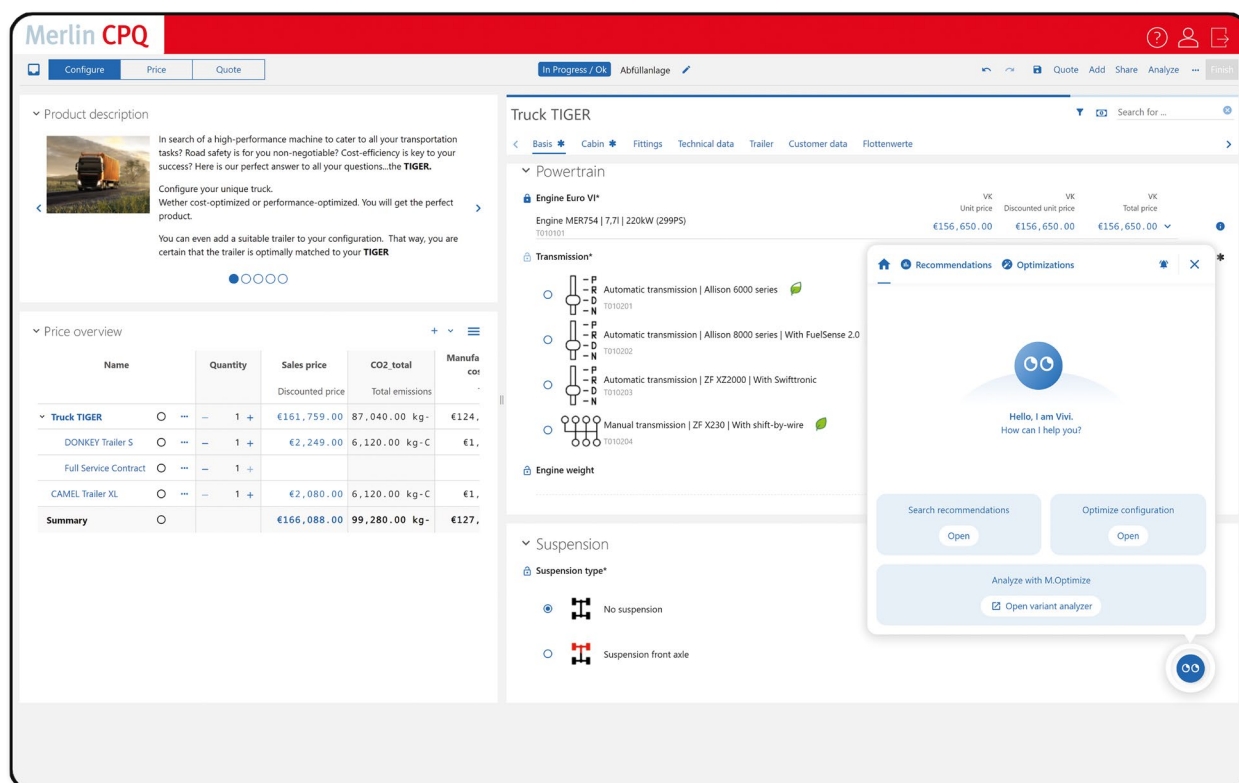 Merlin CPQ
Configure Price Quote
In Progress / Ok Abfüllanlage
Quote Add Share Analyze ... Finish
Product description
In search of a high-performance machine to cater to all your transportation
tasks? Road safety is for you non-negotiable? Cost-efficiency is key to your
success? Here is our perfect answer to all your questions...the TIGER.
Configure your unique truck.
Wether cost-optimized or performance-optimized. You will get the perfect
product.
You can even add a suitable trailer to your configuration. That way, you are
certain that the trailer is optimally matched to your TIGER
Price overview
Name Quantity Sales price CO2_total Manufa
cos
Discounted price Total emissions
Truck TIGER ... - 1 + €161,759.00 87,040.00 kg- €124,
DONKEY Trailer S ... - 1 + €2,249.00 6,120.00 kg-C €1,
Full Service Contract ... - 1 +
CAMEL Trailer XL ... - 1 + €2,080.00 6,120.00 kg-C €1,
Summary €166,088.00 99,280.00 kg- €127,
Truck TIGER
Search for ...
Basis * Cabin * Fittings Technical data Trailer Customer data Flottenwerte
Powertrain
Engine Euro VI*
VK VK VK
Unit price Discounted unit price Total price
Engine MER754 | 7,7l | 220kW (299PS) €156,650.00 €156,650.00 €156,650.00
T010101
Transmission* *
P
R
D
N
Automatic transmission | Allison 6000 series
T010201
P
R
D
N
Automatic transmission | Allison 8000 series | With FuelSense 2.0
T010202
P
R
D
N
Automatic transmission | ZF XZ2000 | With Swifttronic
T010203
Manual transmission | ZF X230 | With shift-by-wire
T010204
Engine weight
Suspension
Suspension type*
No suspension
Suspension front axle
Recommendations Optimizations
Hello, I am Vivi.
How can I help you?
Search recommendations Optimize configuration
Open Open
Analyze with M.Optimize
Open variant analyzer